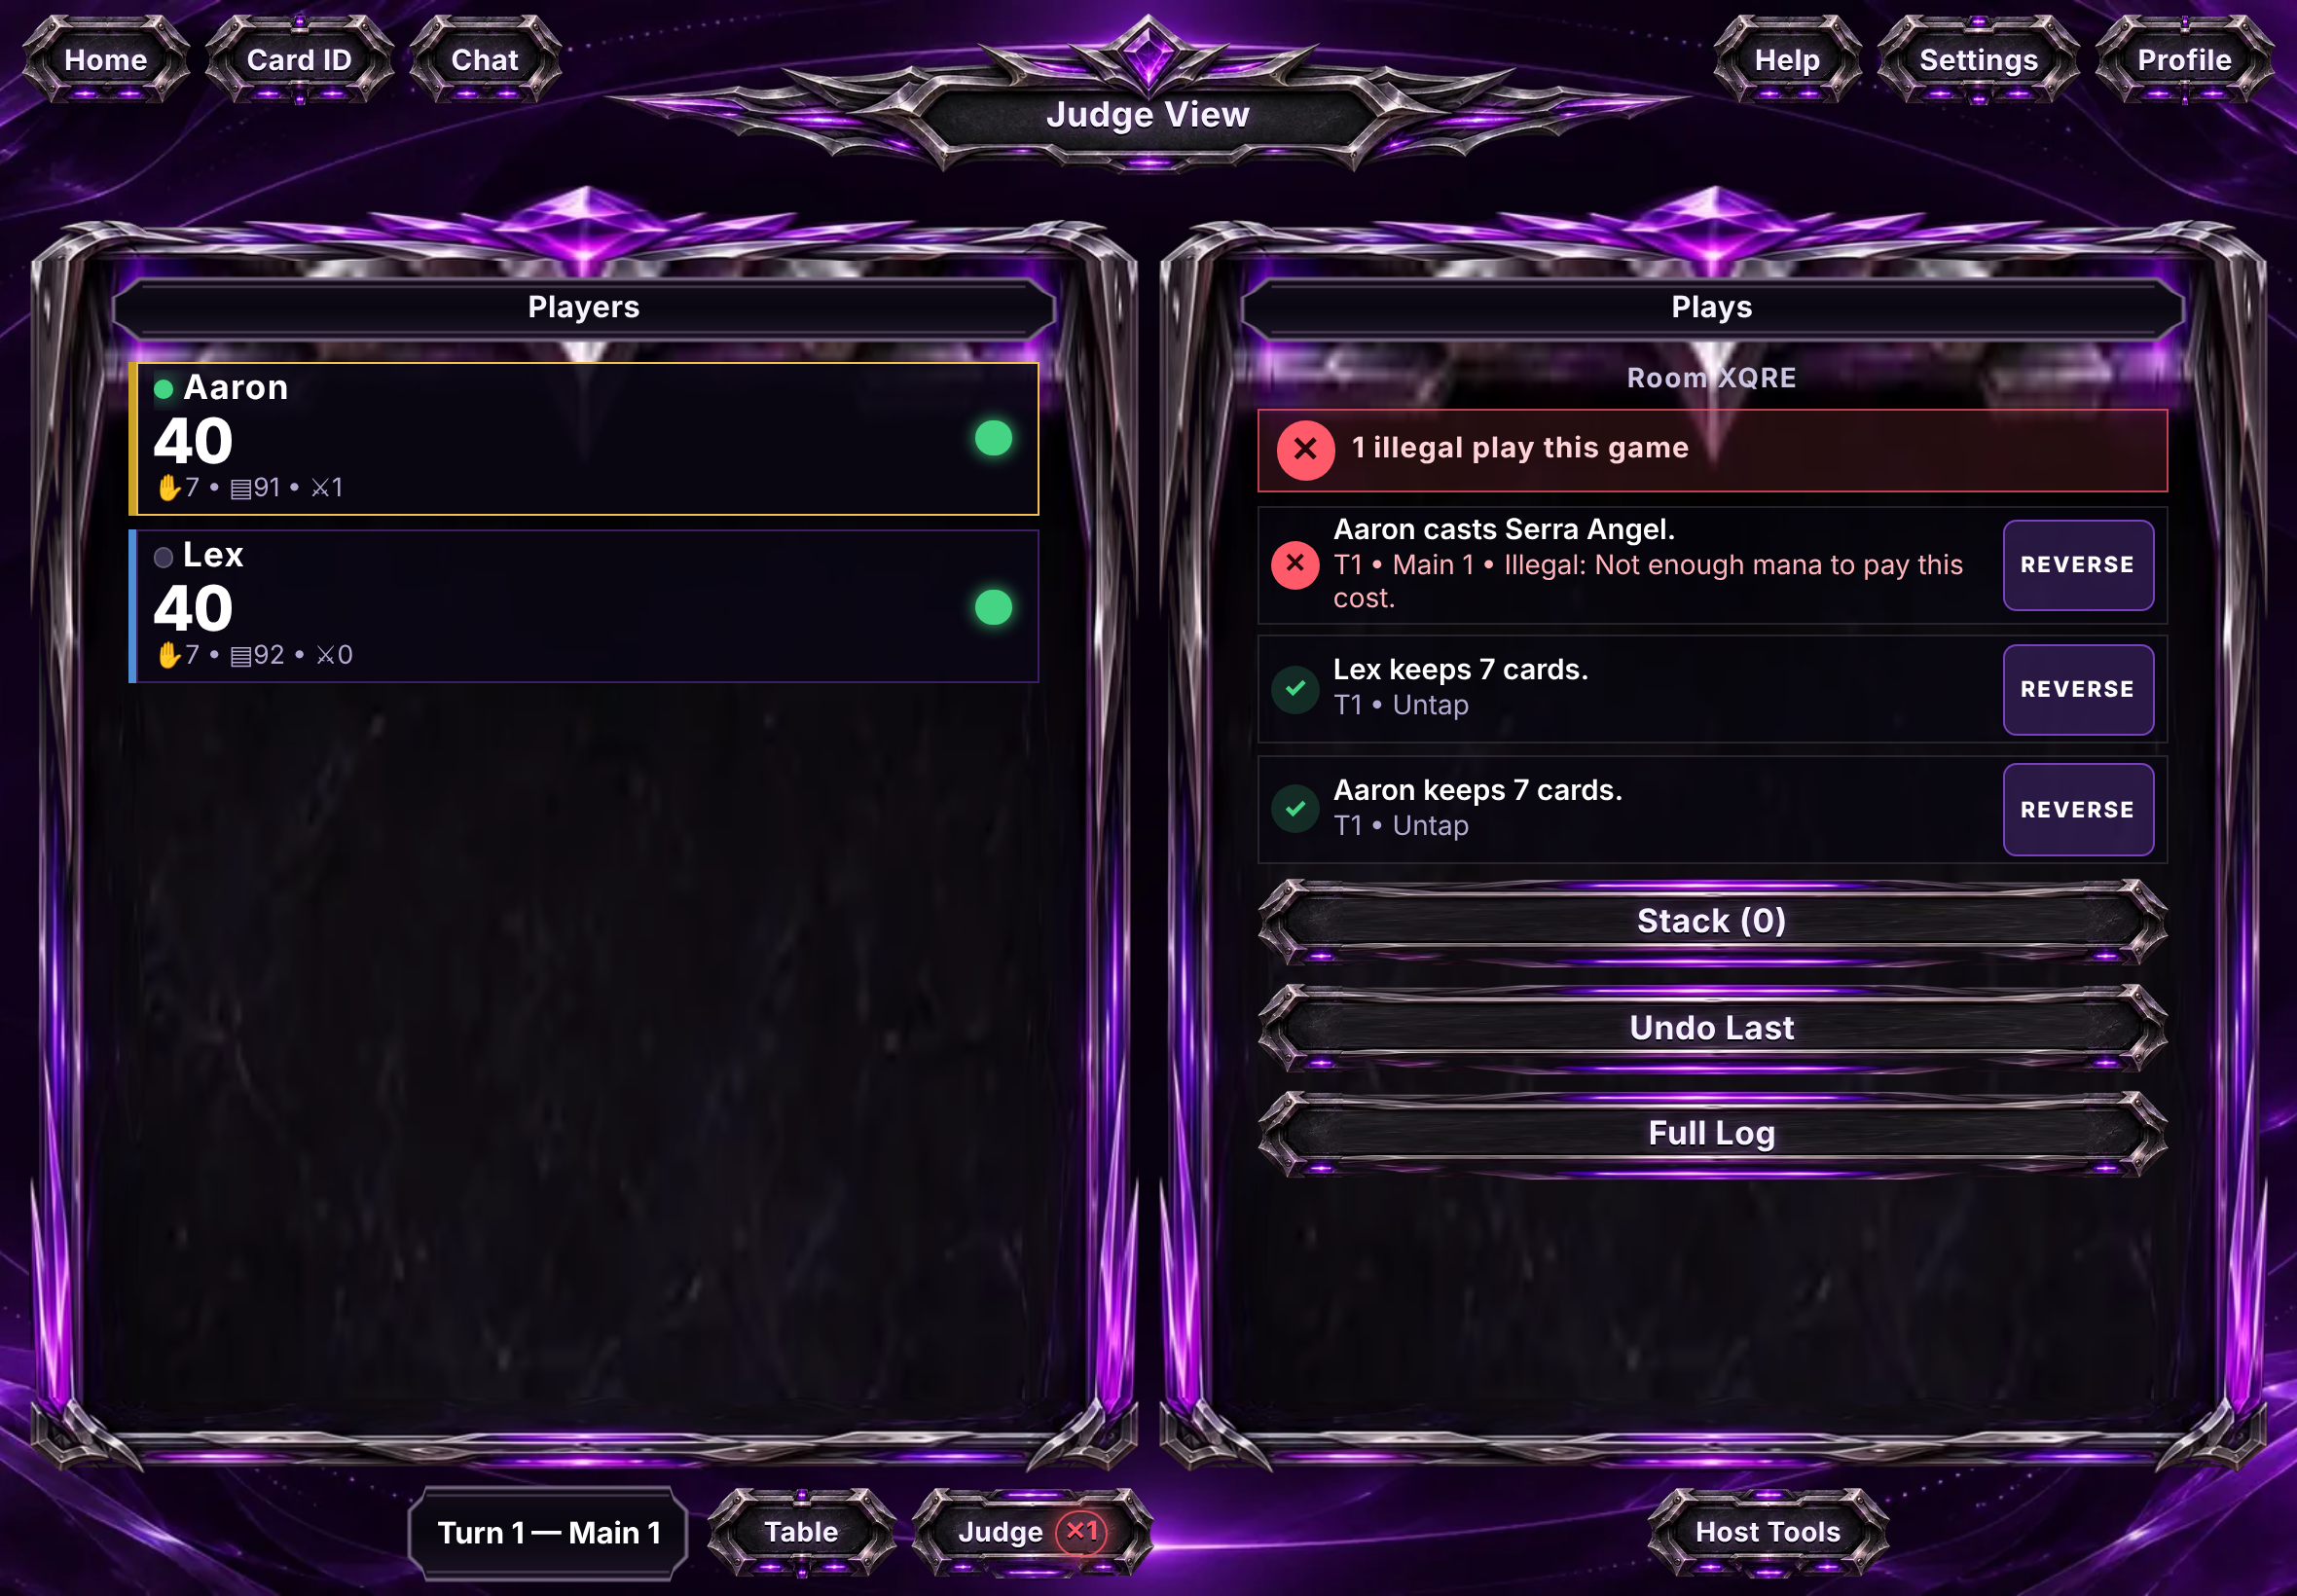 Home
Card ID
Chat
Judge View
Help
Settings
Profile
Players
Aaron
40
✋7 • ▤91 • ⚔1
Lex
40
✋7 • ▤92 • ⚔0
Plays
Room XQRE
✕ 1 illegal play this game
✕ Aaron casts Serra Angel.
T1 • Main 1 • Illegal: Not enough mana to pay this
cost.
REVERSE
✓ Lex keeps 7 cards.
T1 • Untap
REVERSE
✓ Aaron keeps 7 cards.
T1 • Untap
REVERSE
Stack (0)
Undo Last
Full Log
Turn 1 — Main 1
Table
Judge ✕1
Host Tools